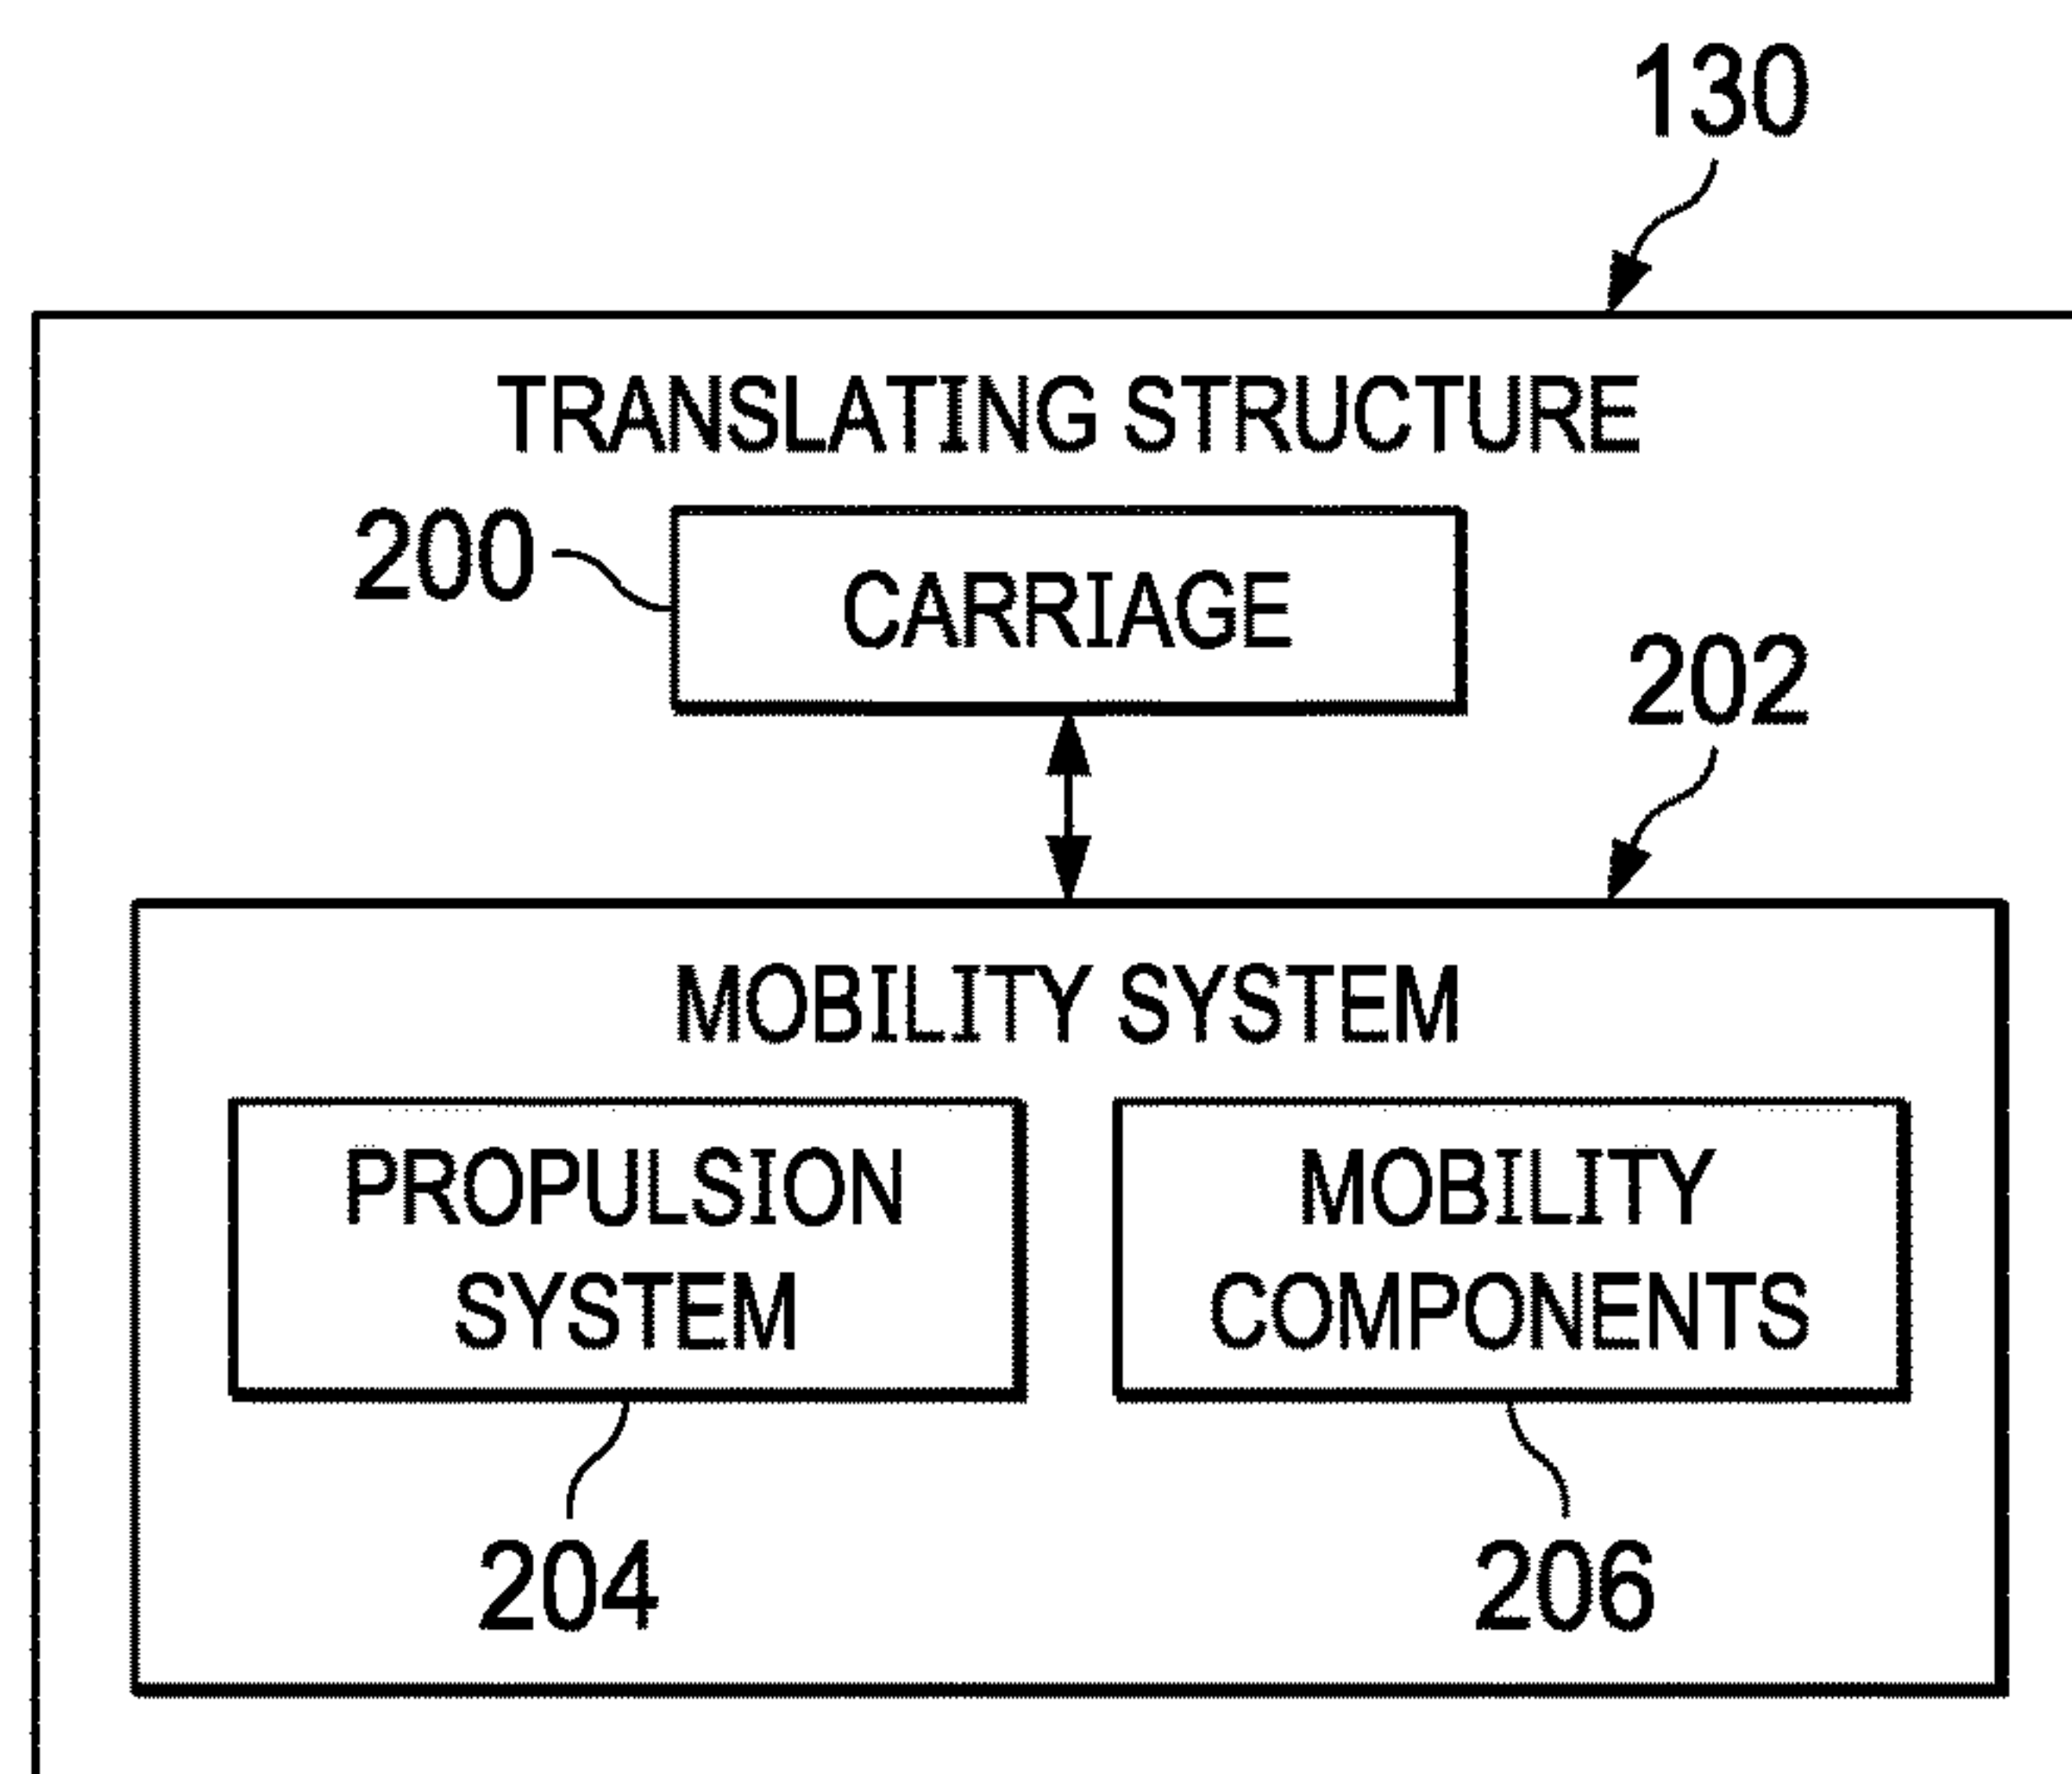 130
TRANSLATING STRUCTURE
200
CARRIAGE
202
MOBILITY SYSTEM
PROPULSION
SYSTEM
MOBILITY
COMPONENTS
204
206